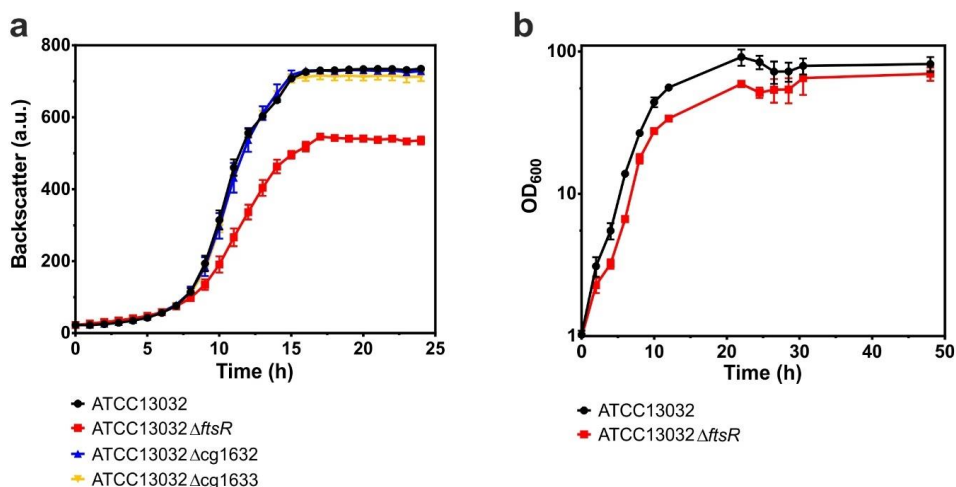 a
800
600
400
200
0
Backscatter (a.u.)
0 5 10 15 20 25
Time (h)
ATCC13032
ATCC13032ΔftsR
ATCC13032Δcg1632
ATCC13032Δcg1633
b
100
10
1
OD600
0 10 20 30 40 50
Time (h)
ATCC13032
ATCC13032ΔftsR